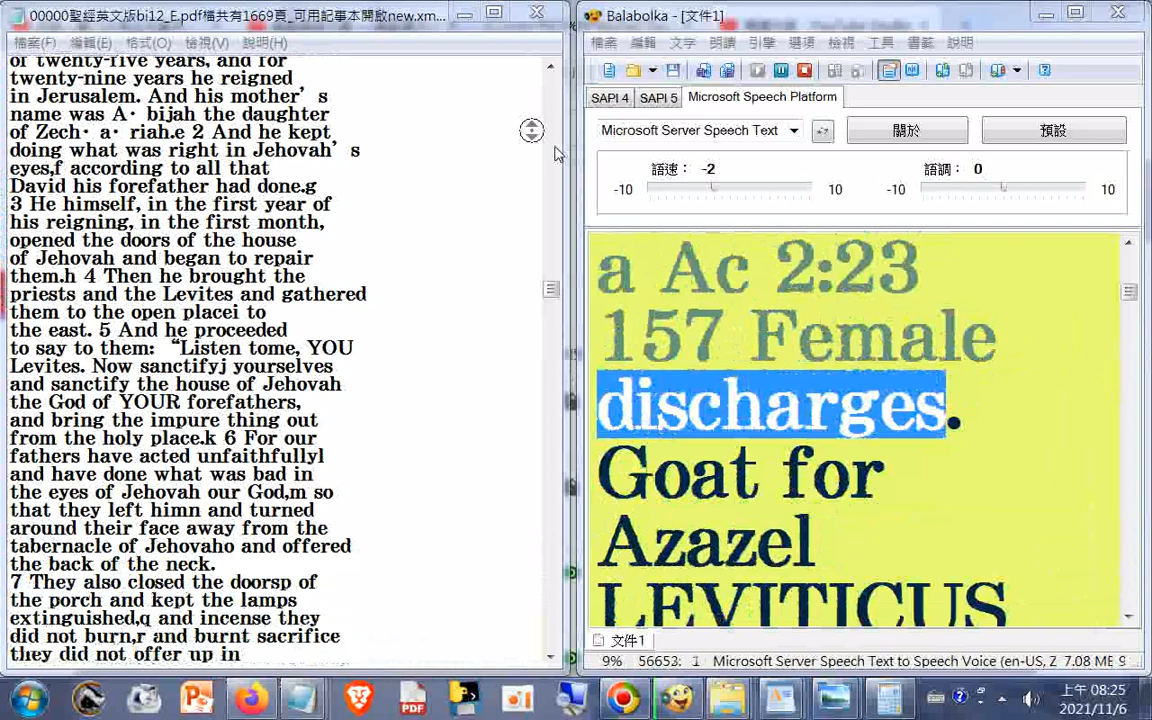 00000聖經英文版bi12_E.pdf檔共有1669頁_可用記事本開啟new.xm...
檔案(F) 編輯(E) 格式(O) 檢視(V) 說明(H)
of twenty-five years, and for
twenty-nine years he reigned
in Jerusalem. And his mother’s
name was A· bijah the daughter
of Zech· a· riah.e 2 And he kept
doing what was right in Jehovah’s
eyes,f according to all that
David his forefather had done.g
3 He himself, in the first year of
his reigning, in the first month,
opened the doors of the house
of Jehovah and began to repair
them.h 4 Then he brought the
priests and the Levites and gathered
them to the open placei to
the east. 5 And he proceeded
to say to them: “Listen tome, YOU
Levites. Now sanctifyj yourselves
and sanctify the house of Jehovah
the God of YOUR forefathers,
and bring the impure thing out
from the holy place.k 6 For our
fathers have acted unfaithfullyl
and have done what was bad in
the eyes of Jehovah our God,m so
that they left himn and turned
around their face away from the
tabernacle of Jehovaho and offered
the back of the neck.
7 They also closed the doorsp of
the porch and kept the lamps
extinguished,q and incense they
did not burn,r and burnt sacrifice
they did not offer up in
Balabolka - [文件1]
檔案 編輯 文字 朗讀 引擎 選項 檢視 工具 書籤 說明
SAPI 4 SAPI 5 Microsoft Speech Platform
Microsoft Server Speech Text 關於 預設
語速: -2 語調: 0
-10 10 -10 10
a Ac 2:23
157 Female
discharges.
Goat for
Azazel
LEVITICUS
文件1
9% 56653: 1 Microsoft Server Speech Text to Speech Voice (en-US, Z 7.08 MB 9
PDF
上午 08:25
2021/11/6